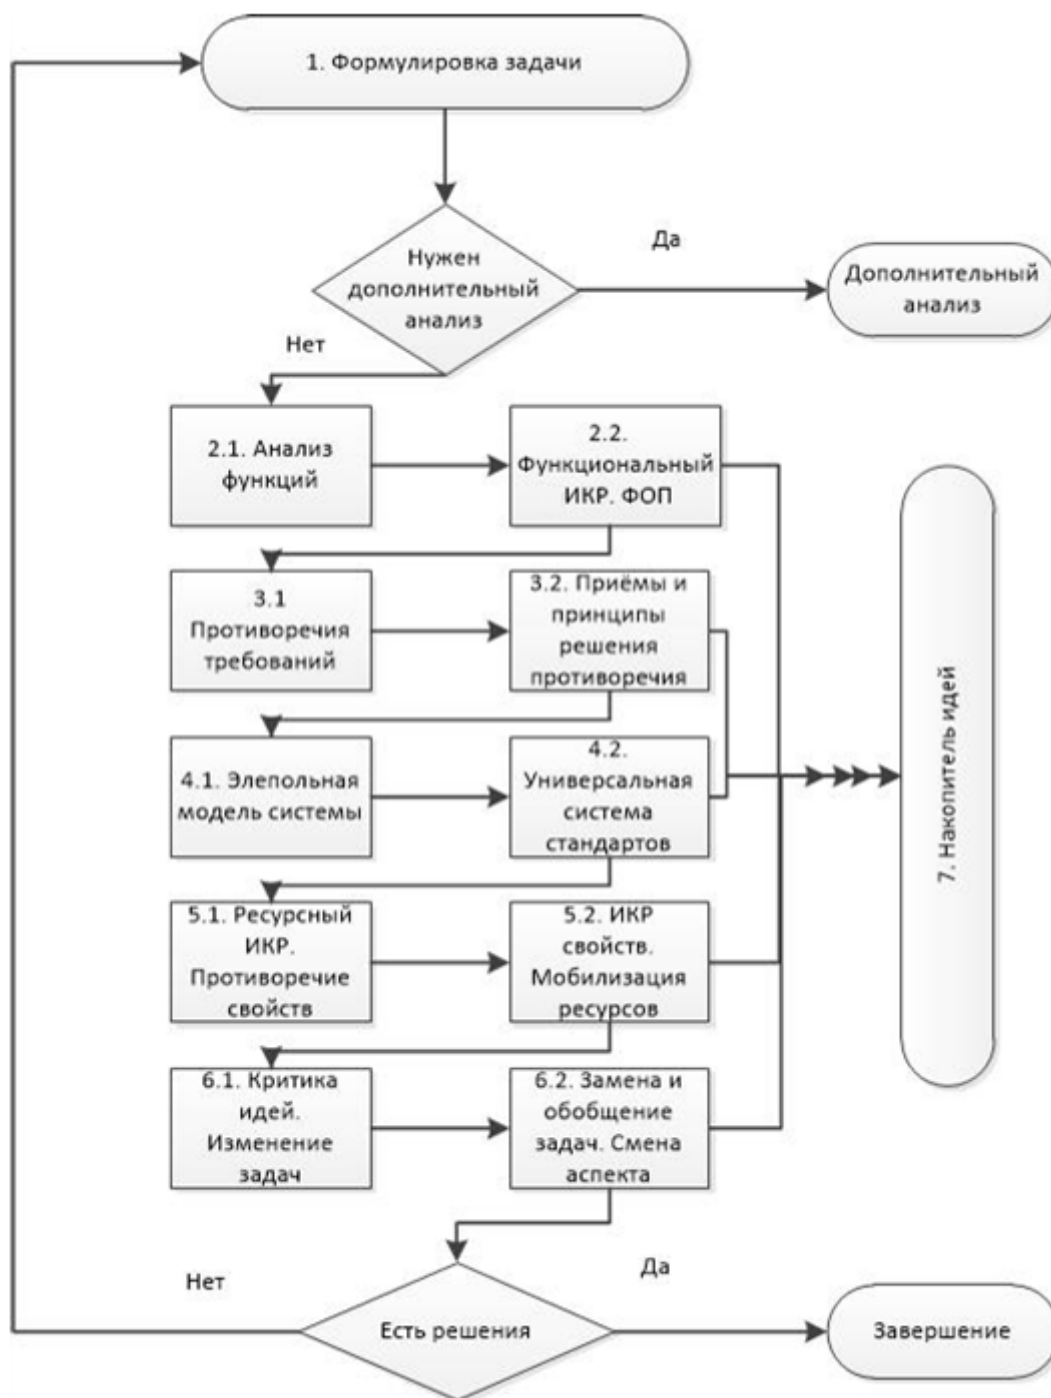 1. Формулировка задачи
Да
Нужен
дополнительный
анализ
Дополнительный
анализ
Нет
2.1. Анализ
функций
2.2.
Функциональный
ИКР. ФОП
3.1
Противоречия
требований
3.2. Приёмы и
принципы
решения
противоречия
4.1. Элепольная
модель системы
4.2.
Универсальная
система
стандартов
7. Накопитель идей
5.1. Ресурсный
ИКР.
Противоречие
свойств
5.2. ИКР
свойств.
Мобилизация
ресурсов
6.1. Критика
идей.
Изменение
задач
6.2. Замена и
обобщение
задач. Смена
аспекта
Нет
Да
Есть решения
Завершение